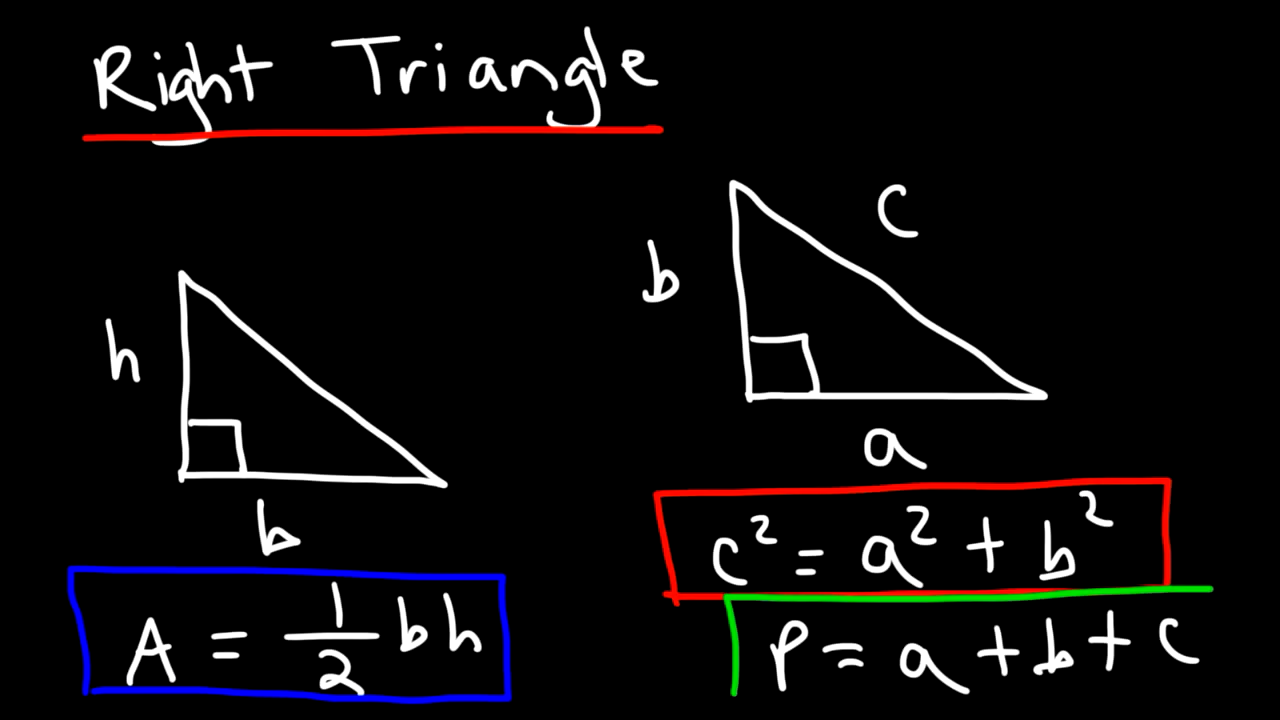 Right Triangle
h
b
A = 1/2 bh
c
b
a
c² = a² + b²
P = a + b + c